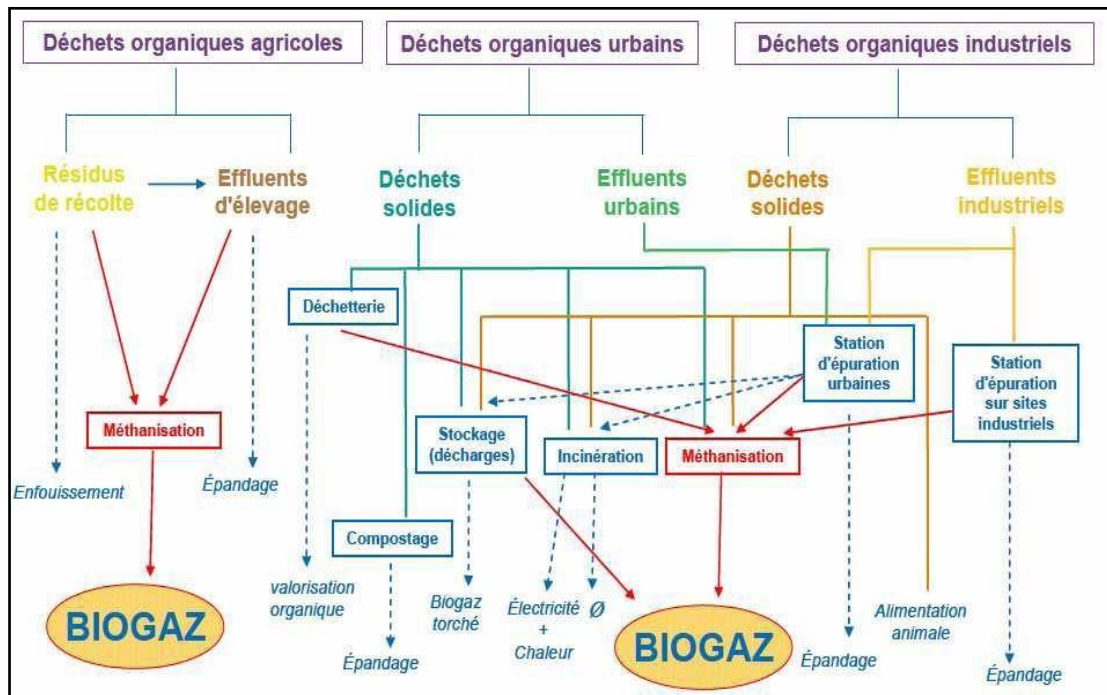 Déchets organiques agricoles
Déchets organiques urbains
Déchets organiques industriels
Résidus
de récolte
Effluents
d'élevage
Déchets
solides
Effluents
urbains
Déchets
solides
Effluents
industriels
Déchetterie
Station
d'épuration
urbaines
Station
d'épuration
sur sites
industriels
Méthanisation
Stockage
(décharges)
Incinération
Méthanisation
Enfouissement
Épandage
Compostage
valorisation
organique
Biogaz
torché
Électricité
+
Chaleur
Ø
Alimentation
animale
BIOGAZ
BIOGAZ
Épandage
Épandage
Épandage